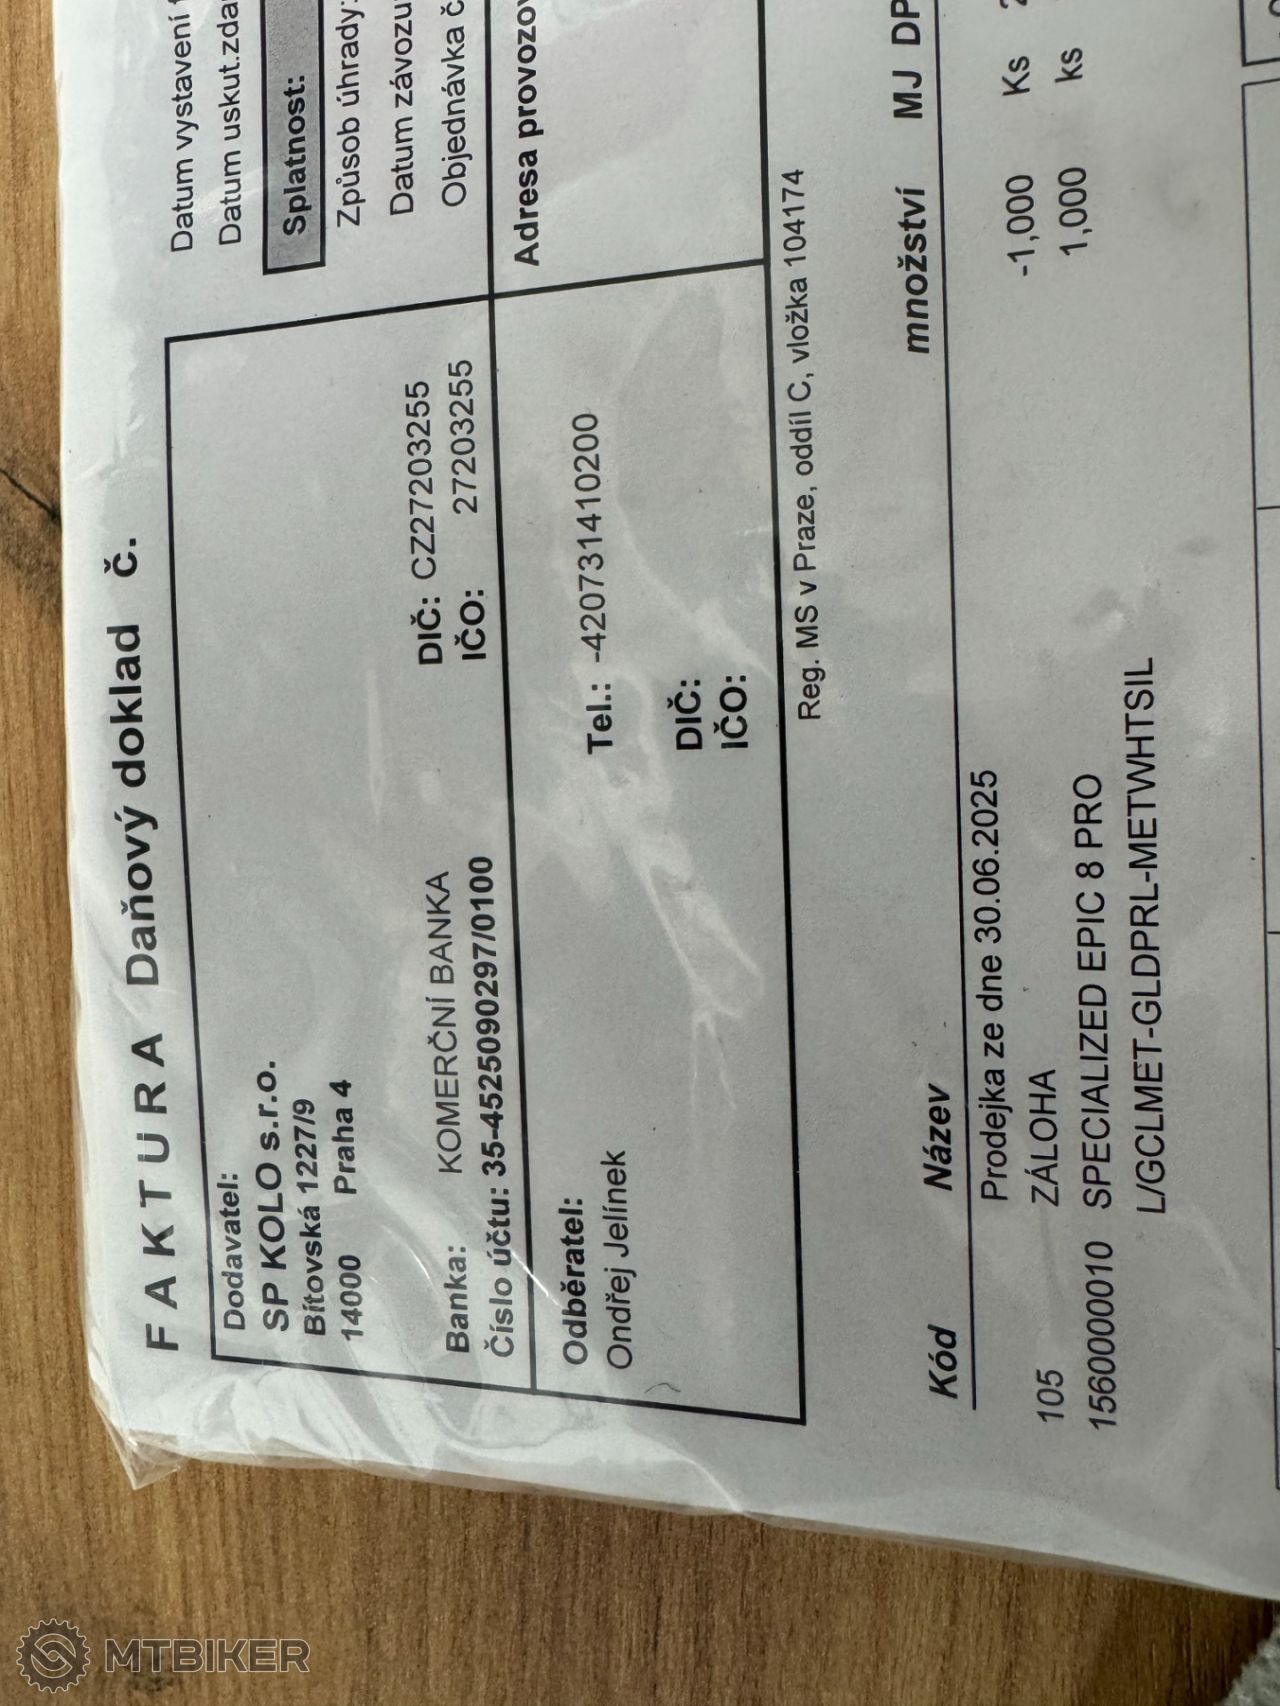 FAKTURA Daňový doklad č.
Dodavatel:
SP KOLO s.r.o.
Bítovská 1227/9
14000 Praha 4
DIČ: CZ27203255
IČO: 27203255
Banka: KOMERČNÍ BANKA
Číslo účtu: 35-4525090297/0100
Datum vystavení
Datum uskut.zdaň
Splatnost:
Způsob úhrady:
Datum závozu
Objednávka č
Odběratel:
Ondřej Jelínek
Tel.: -420731410200
DIČ:
IČO:
Adresa provozov
Reg. MS v Praze, oddíl C, vložka 104174
Kód Název množství MJ DP
Prodejka ze dne 30.06.2025
105 ZÁLOHA -1,000 Ks
1560000010 SPECIALIZED EPIC 8 PRO 1,000 ks
L/GCLMET-GLDPRL-METWHTSIL
MTBIKER